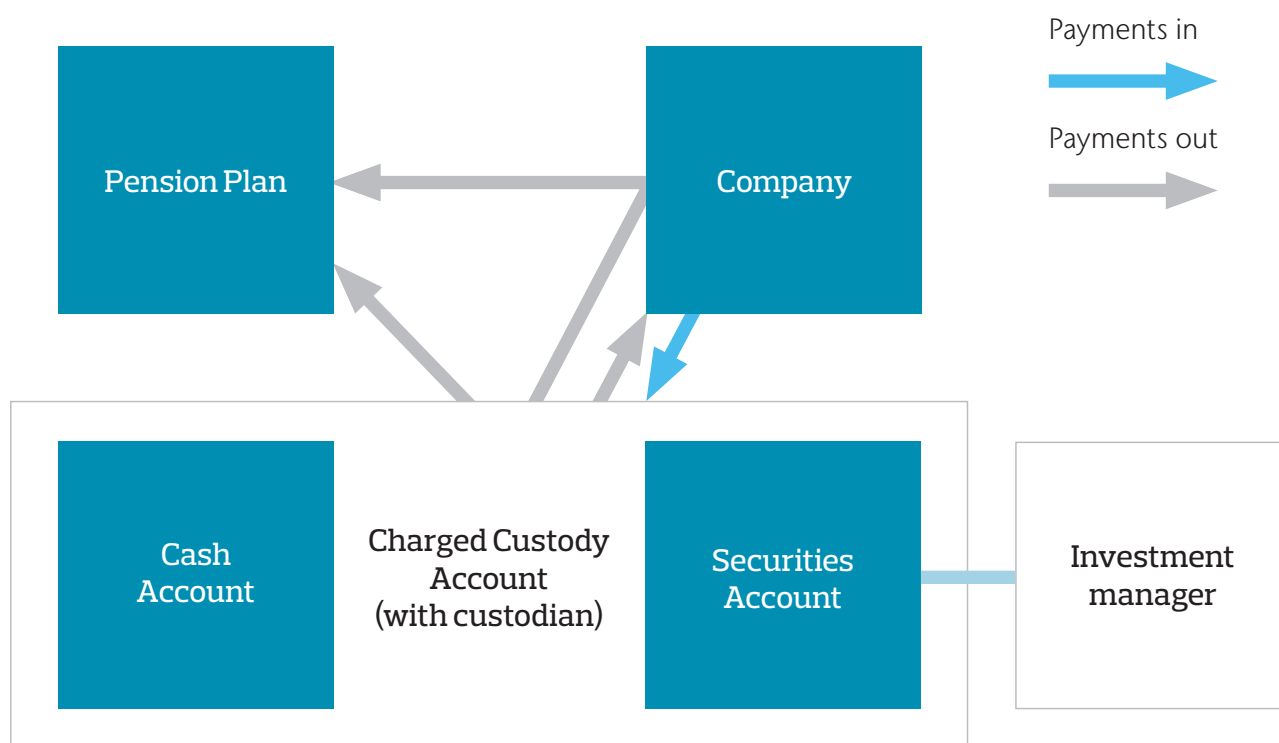 Payments in
Payments out
Pension Plan
Company
Cash
Account
Charged Custody
Account
(with custodian)
Securities
Account
Investment
manager